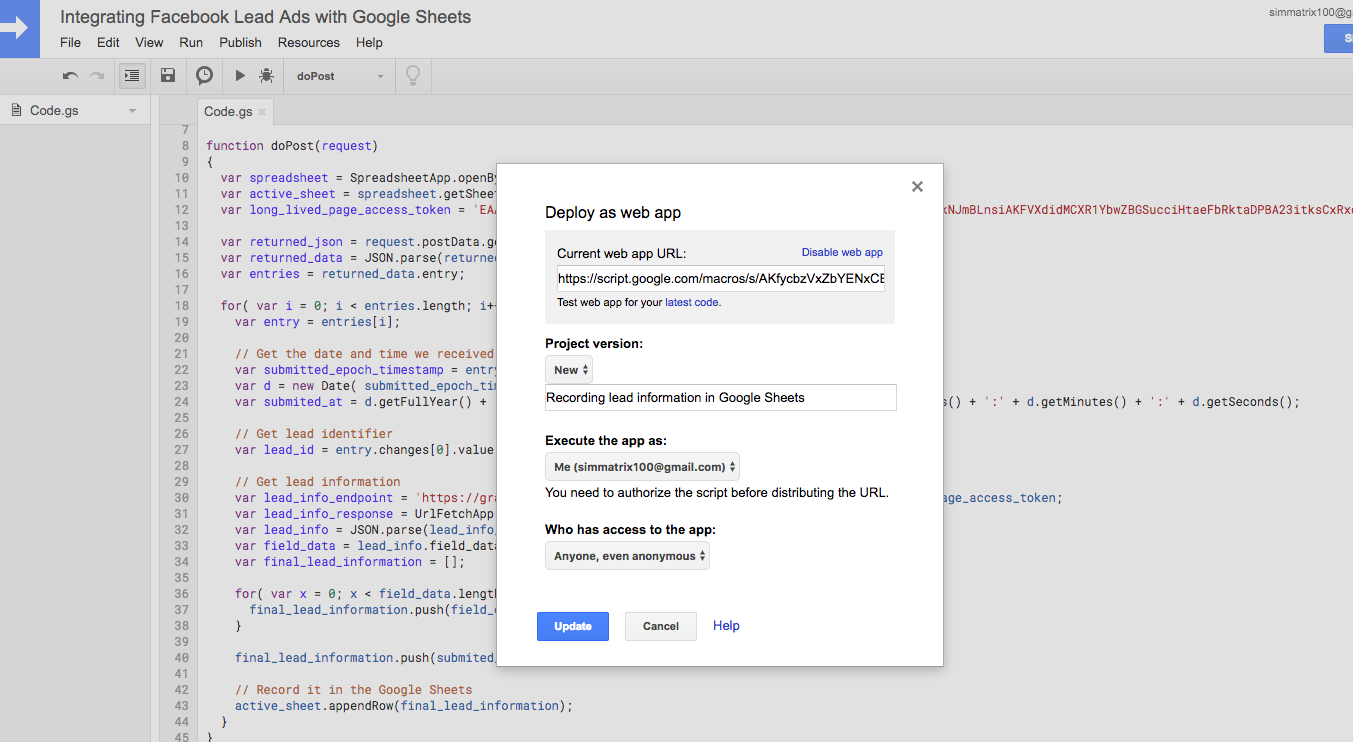 Integrating Facebook Lead Ads with Google Sheets
simmatrix100@g
File Edit View Run Publish Resources Help
doPost
Code.gs
Code.gs
7
8 function doPost(request)
9 {
10 var spreadsheet = SpreadsheetApp.openBy
11 var active_sheet = spreadsheet.getSheet
12 var long_lived_page_access_token = 'EA
13
14 var returned_json = request.postData.ge
15 var returned_data = JSON.parse(returne
16 var entries = returned_data.entry;
17
18 for( var i = 0; i < entries.length; i+
19 var entry = entries[i];
20
21 // Get the date and time we received
22 var submitted_epoch_timestamp = entry
23 var d = new Date( submitted_epoch_tim
24 var submited_at = d.getFullYear() + s() + ':' + d.getMinutes() + ':' + d.getSeconds();
25
26 // Get lead identifier
27 var lead_id = entry.changes[0].value
28
29 // Get lead information
30 var lead_info_endpoint = 'https://gra age_access_token;
31 var lead_info_response = UrlFetchApp
32 var lead_info = JSON.parse(lead_info
33 var field_data = lead_info.field_data
34 var final_lead_information = [];
35
36 for( var x = 0; x < field_data.length
37 final_lead_information.push(field_
38 }
39
40 final_lead_information.push(submited
41
42 // Record it in the Google Sheets
43 active_sheet.appendRow(final_lead_information);
44 }
45 }
Deploy as web app
Current web app URL: Disable web app
https://script.google.com/macros/s/AKfycbzVxZbYENxCE
Test web app for your latest code.
Project version:
New
Recording lead information in Google Sheets
Execute the app as:
Me (simmatrix100@gmail.com)
You need to authorize the script before distributing the URL.
Who has access to the app:
Anyone, even anonymous
Update Cancel Help